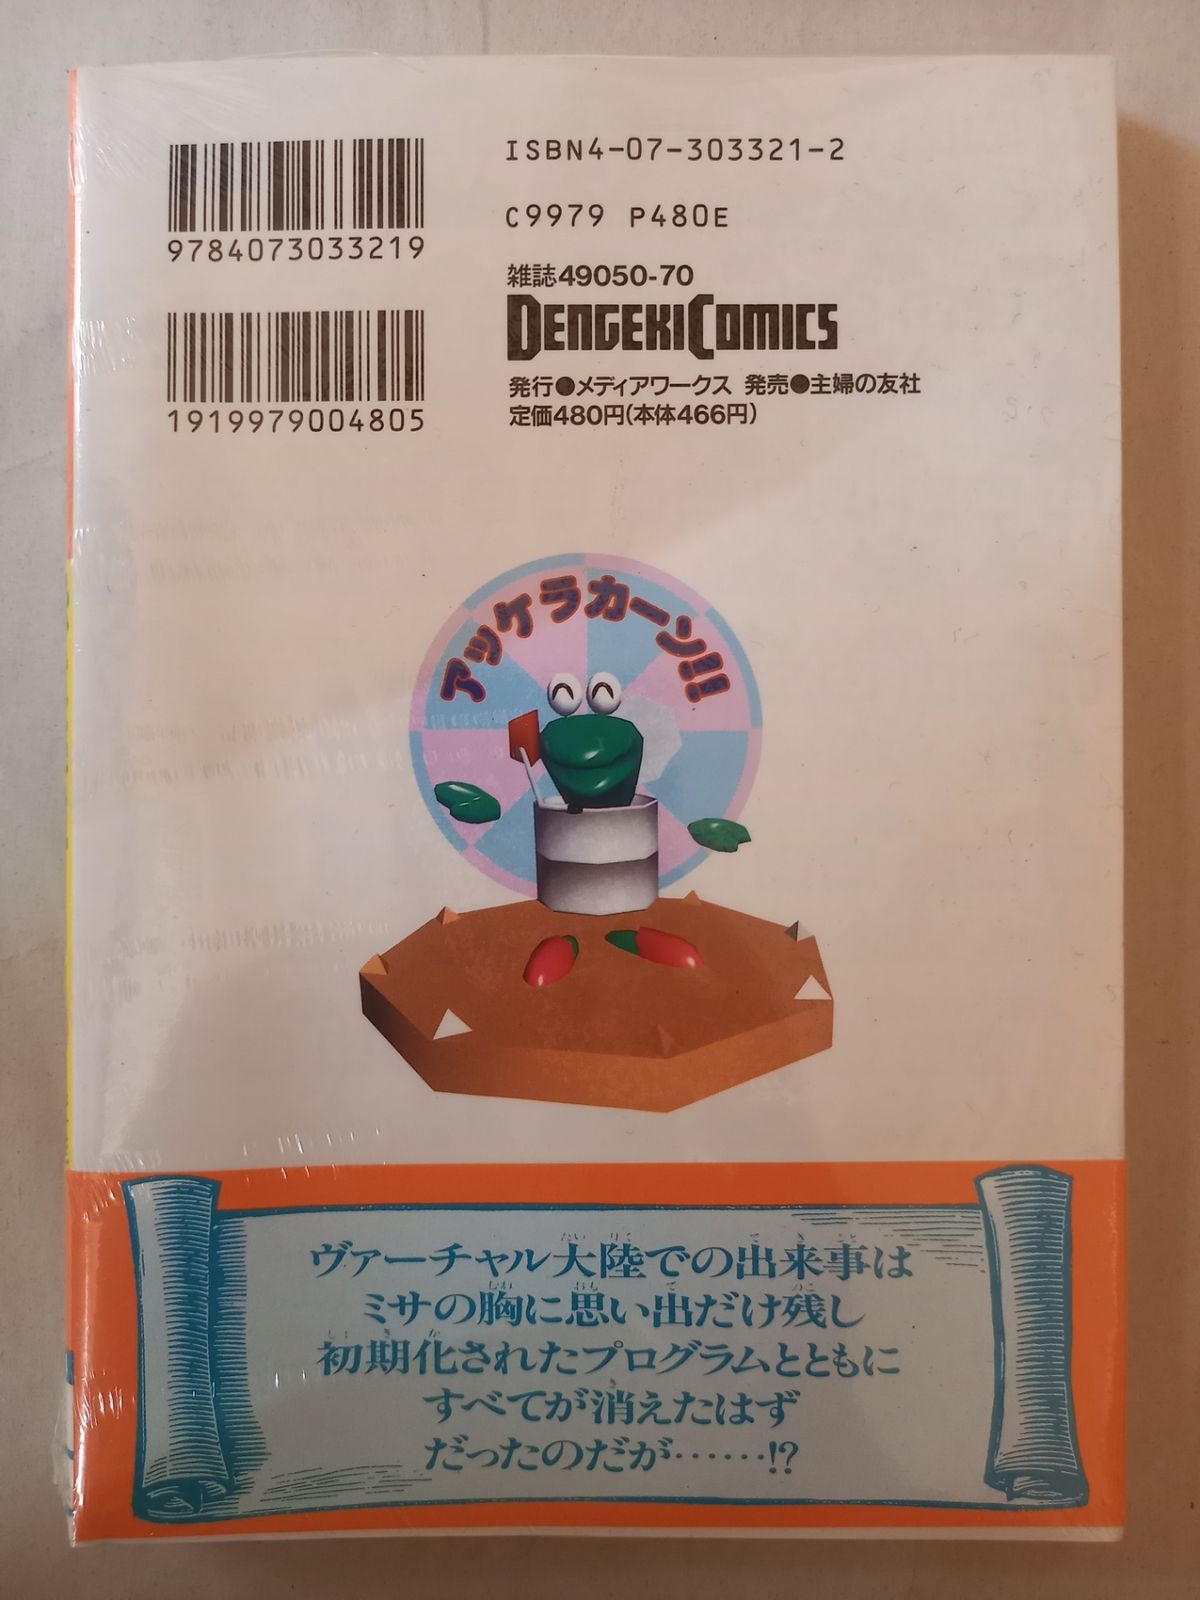 ISBN4-07-303321-2
9784073033219
C9979 P480E
雑誌49050-70
DENGEKI COMICS
発行●メディアワークス 発売●主婦の友社
定価480円(本体466円)
1919979004805
アッケラカーン!!
ヴァーチャル大陸での出来事は
ミサの胸に思い出だけ残し
初期化されたプログラムとともに
すべてが消えたはず
だったのだが……!?